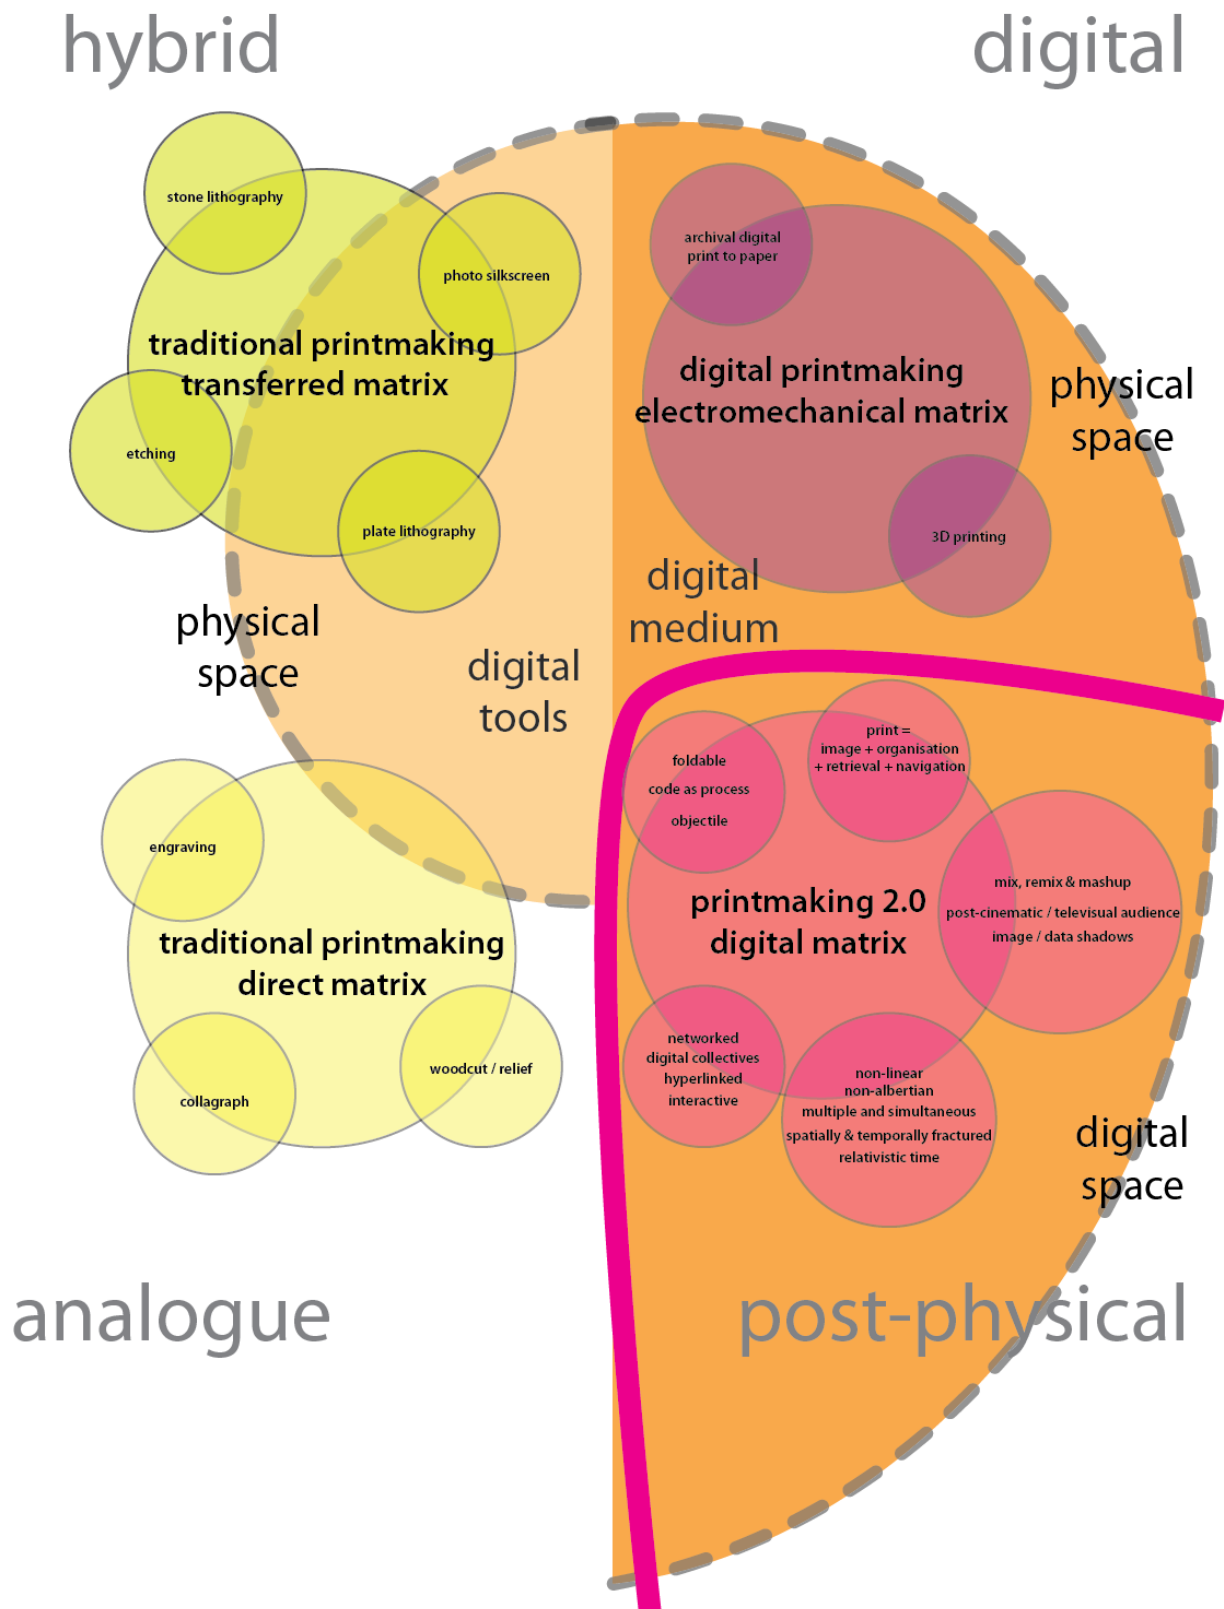 hybrid
digital
stone lithography
photo silkscreen
traditional printmaking
transferred matrix
etching
plate lithography
archival digital
print to paper
digital printmaking
electromechanical matrix
physical
space
3D printing
digital
medium
physical
space
digital
tools
engraving
traditional printmaking
direct matrix
woodcut / relief
collagraph
print =
image + organisation
+ retrieval + navigation
foldable
code as process
objectile
mix, remix & mashup
post-cinematic / televisual audience
image / data shadows
printmaking 2.0
digital matrix
networked
digital collectives
hyperlinked
interactive
non-linear
non-albertian
multiple and simultaneous
spatially & temporally fractured
relativistic time
digital
space
analogue
post-physical